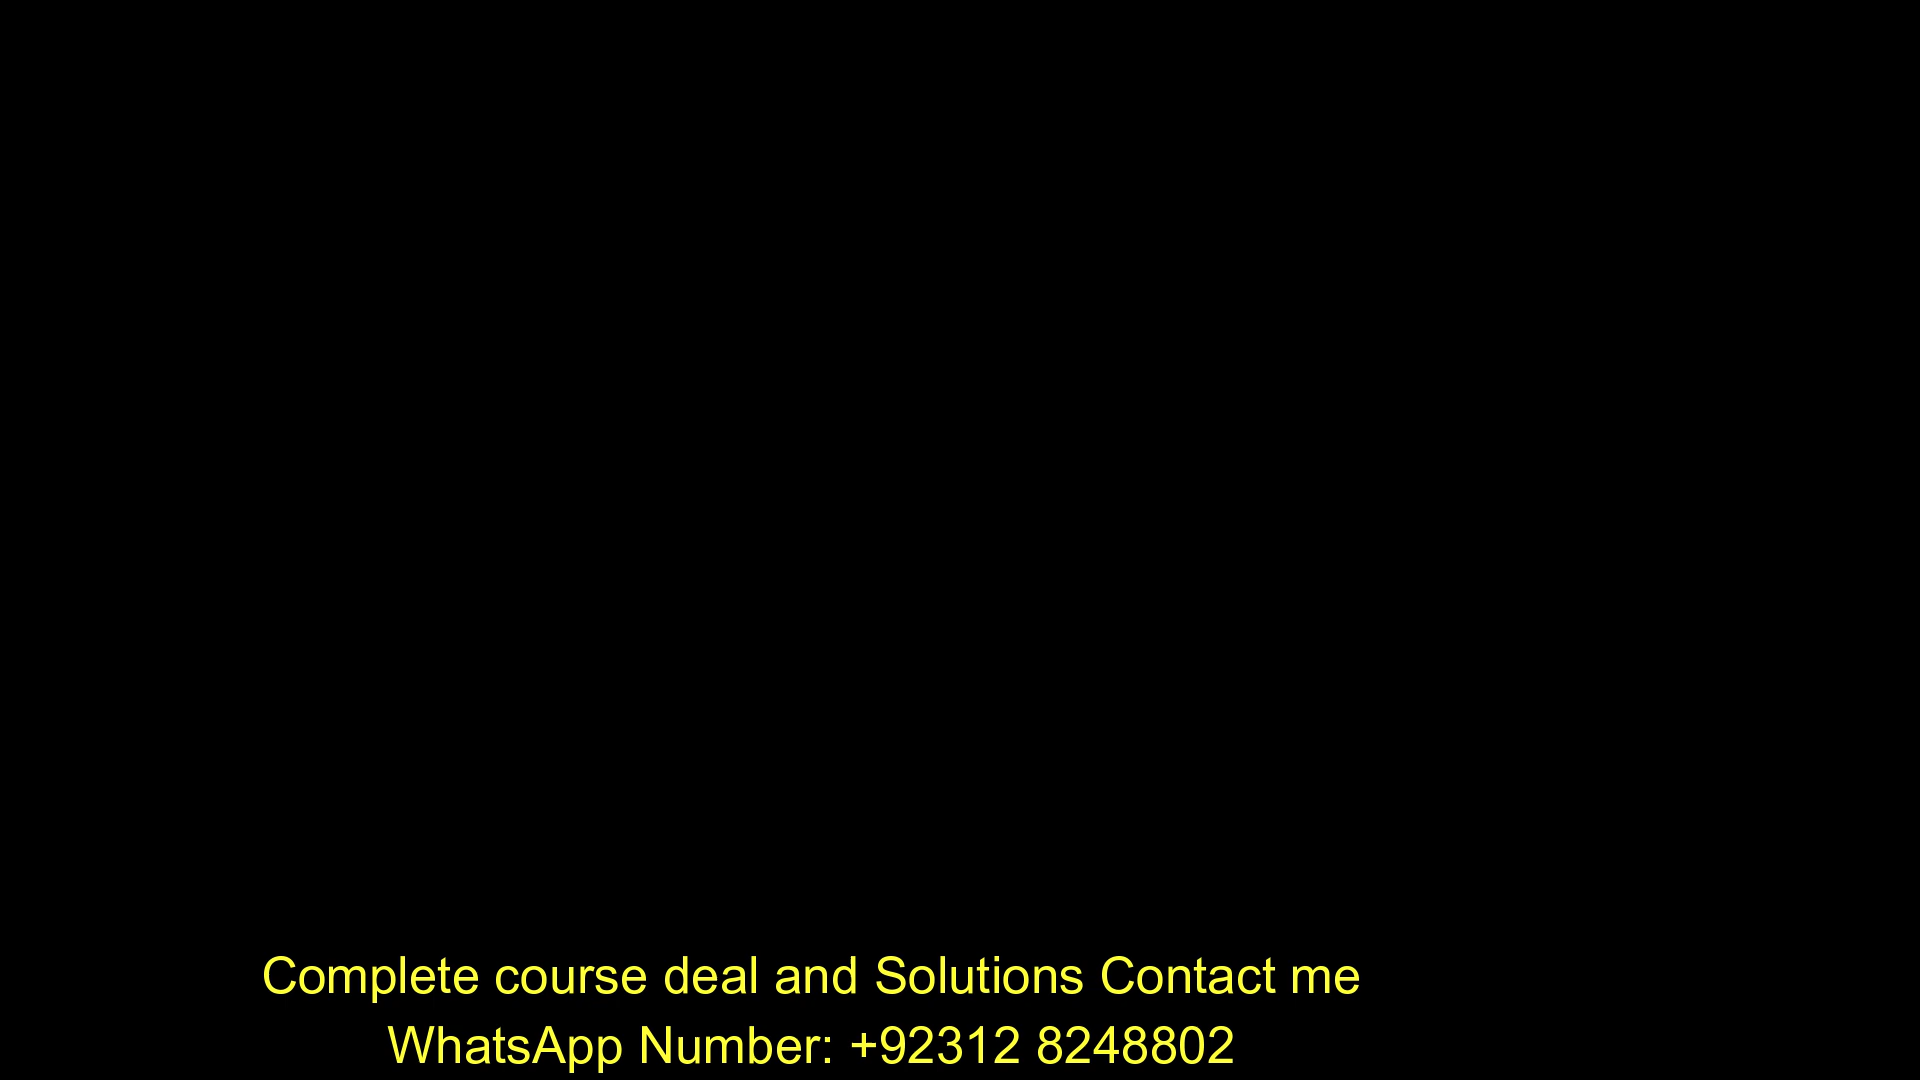 Complete course deal and Solutions Contact me
WhatsApp Number: +92312 8248802